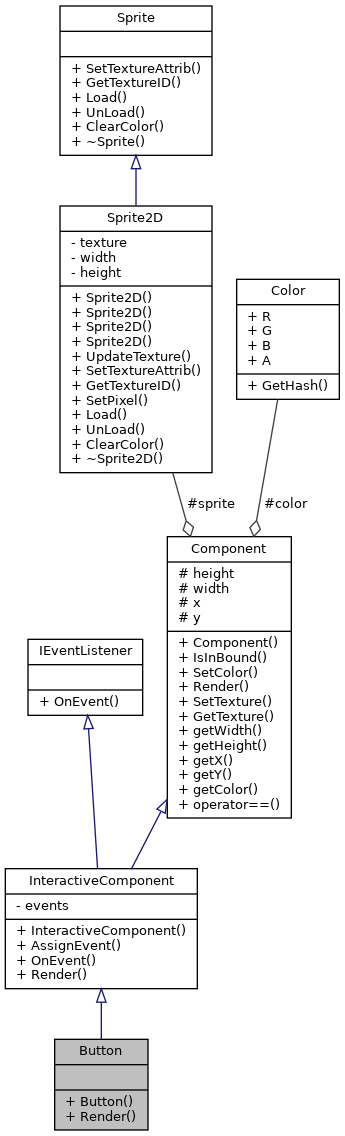 Sprite
+ SetTextureAttrib()
+ GetTextureID()
+ Load()
+ UnLoad()
+ ClearColor()
+ ~Sprite()
Sprite2D
- texture
- width
- height
+ Sprite2D()
+ Sprite2D()
+ Sprite2D()
+ Sprite2D()
+ UpdateTexture()
+ SetTextureAttrib()
+ GetTextureID()
+ SetPixel()
+ Load()
+ UnLoad()
+ ClearColor()
+ ~Sprite2D()
Color
+ R
+ G
+ B
+ A
+ GetHash()
#sprite
#color
Component
# height
# width
# x
# y
+ Component()
+ IsInBound()
+ SetColor()
+ Render()
+ SetTexture()
+ GetTexture()
+ getWidth()
+ getHeight()
+ getX()
+ getY()
+ getColor()
+ operator==()
IEventListener
+ OnEvent()
InteractiveComponent
- events
+ InteractiveComponent()
+ AssignEvent()
+ OnEvent()
+ Render()
Button
+ Button()
+ Render()